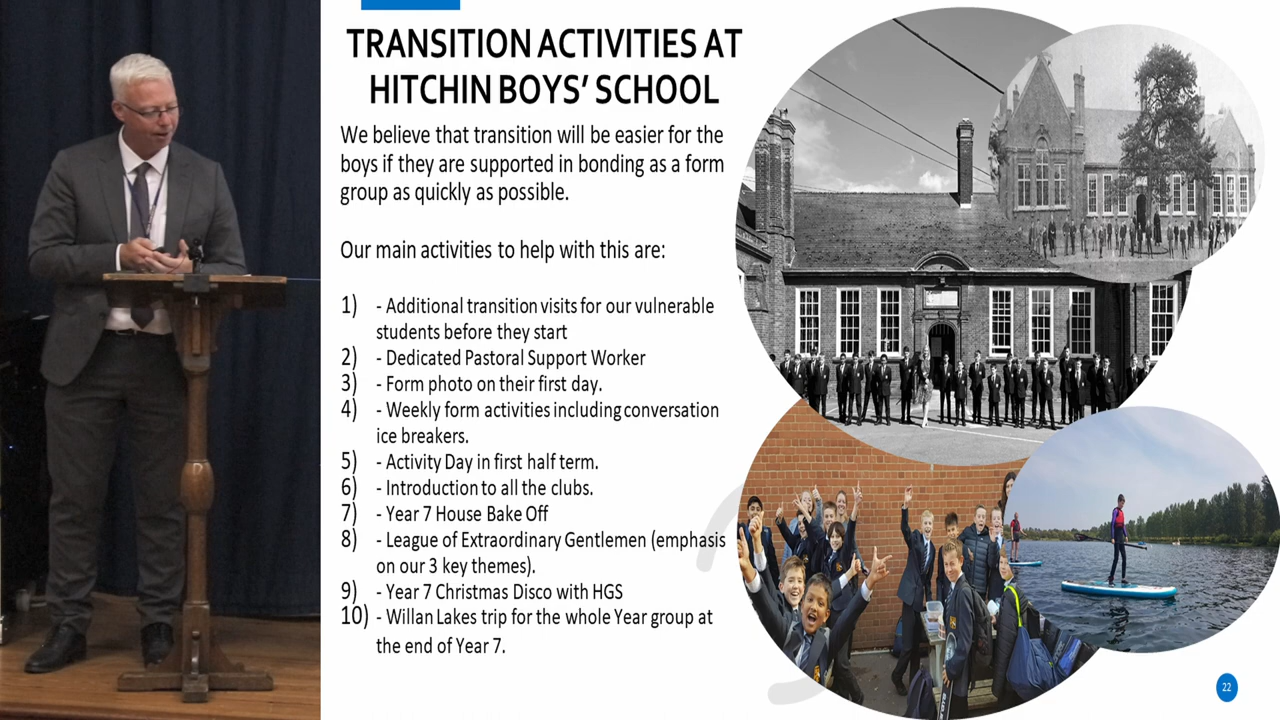 TRANSITION ACTIVITIES AT
HITCHIN BOYS' SCHOOL
We believe that transition will be easier for the
boys if they are supported in bonding as a form
group as quickly as possible.
Our main activities to help with this are:
1) - Additional transition visits for our vulnerable
students before they start
2) - Dedicated Pastoral Support Worker
3) - Form photo on their first day.
4) - Weekly form activities including conversation
ice breakers.
5) - Activity Day in first half term.
6) - Introduction to all the clubs.
7) - Year 7 House Bake Off
8) - League of Extraordinary Gentlemen (emphasis
on our 3 key themes).
9) - Year 7 Christmas Disco with HGS
10) - Willan Lakes trip for the whole Year group at
the end of Year 7.
22